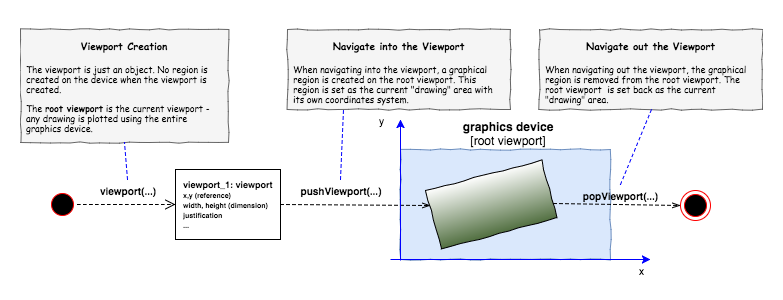 Viewport Creation
The viewport is just an object. No region is
created on the device when the viewport is
created.
The root viewport is the current viewport -
any drawing is plotted using the entire
graphics device.
Navigate into the Viewport
When navigating into the viewport, a graphical
region is created on the root viewport. This
region is set as the current "drawing" area with
its own coordinates system.
Navigate out the Viewport
When navigating out the viewport, the graphical
region is removed from the root viewport. The
root viewport is set back as the current
"drawing" area.
y
graphics device
[root viewport]
viewport(...)
viewport_1: viewport
x,y (reference)
width, height (dimension)
justification
...
pushViewport(...)
popViewport(...)
x